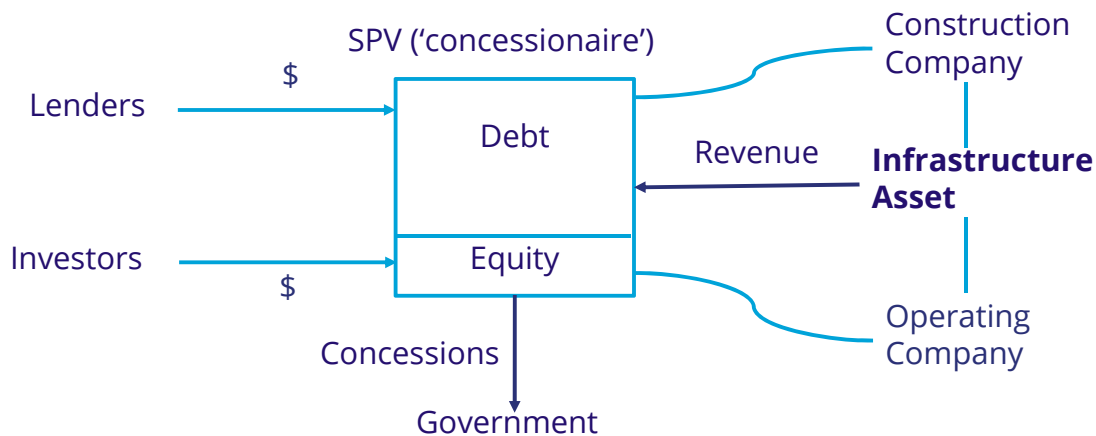 SPV (‘concessionaire’)
Construction
Company
$
Lenders
Debt
Revenue
Infrastructure
Asset
Investors
Equity
$
Operating
Company
Concessions
Government